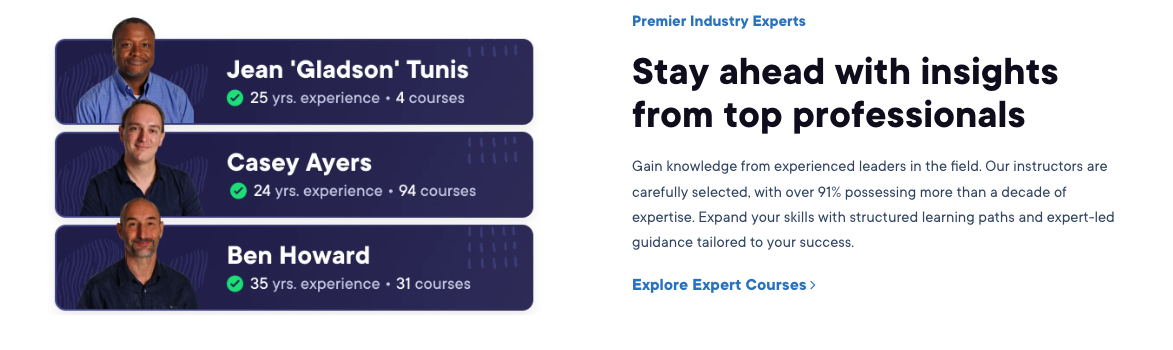 Jean 'Gladson' Tunis
25 yrs. experience • 4 courses
Casey Ayers
24 yrs. experience • 94 courses
Ben Howard
35 yrs. experience • 31 courses
Premier Industry Experts
Stay ahead with insights
from top professionals
Gain knowledge from experienced leaders in the field. Our instructors are
carefully selected, with over 91% possessing more than a decade of
expertise. Expand your skills with structured learning paths and expert-led
guidance tailored to your success.
Explore Expert Courses ›